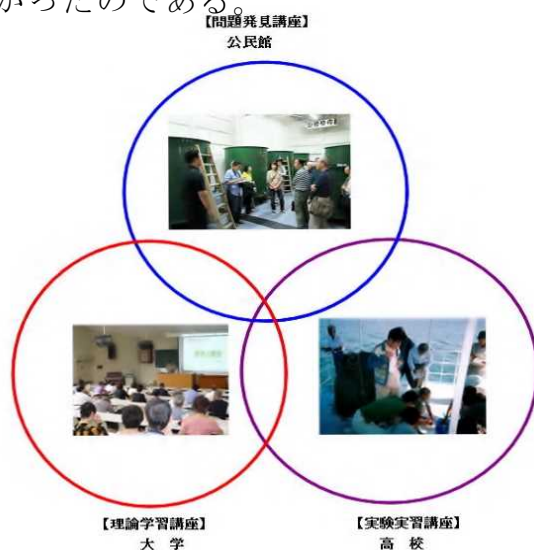 がったのである。
【問題発見講座】
公民館
【理論学習講座】
大 学
【実験実習講座】
高 校